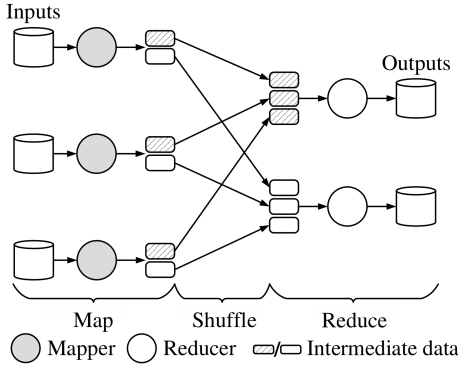 Inputs
Outputs
Map Shuffle Reduce
Mapper Reducer / Intermediate data